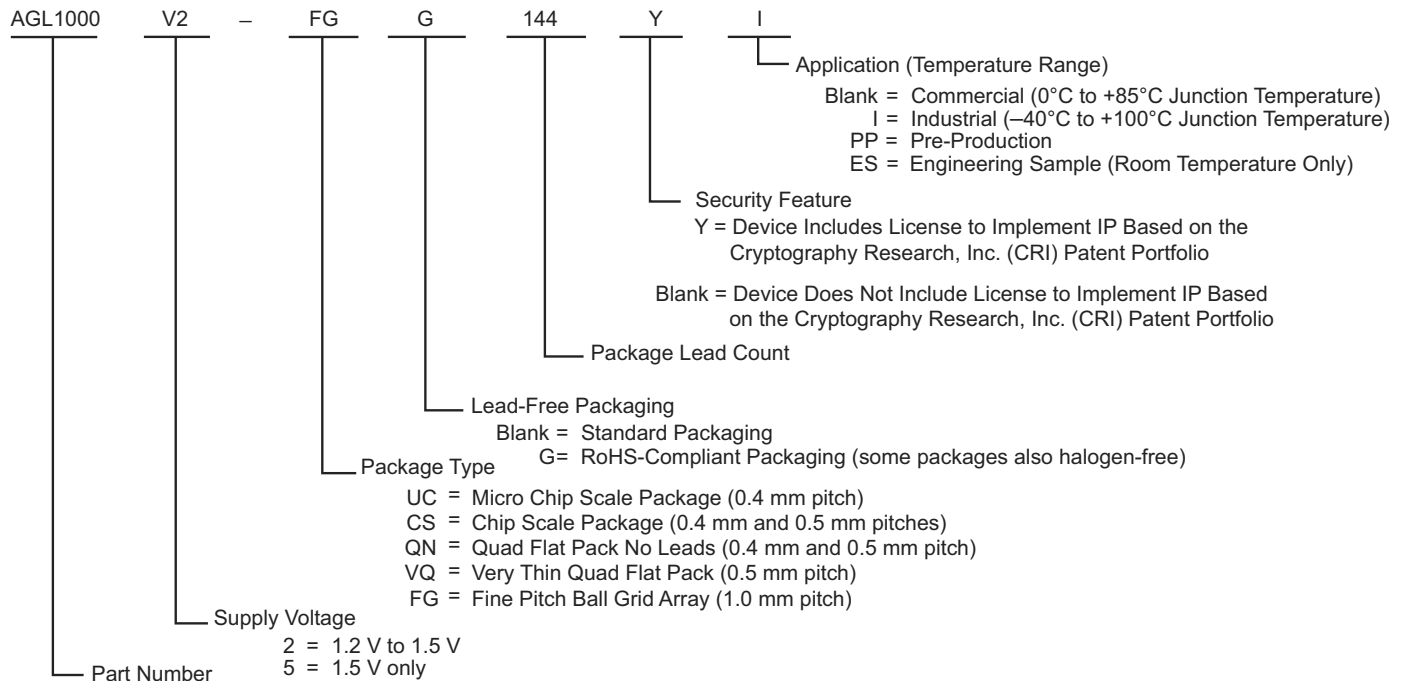 AGL1000 V2 – FG G 144 Y I
Application (Temperature Range)
Blank = Commercial (0°C to +85°C Junction Temperature)
I = Industrial (–40°C to +100°C Junction Temperature)
PP = Pre-Production
ES = Engineering Sample (Room Temperature Only)
Security Feature
Y = Device Includes License to Implement IP Based on the
Cryptography Research, Inc. (CRI) Patent Portfolio
Blank = Device Does Not Include License to Implement IP Based
on the Cryptography Research, Inc. (CRI) Patent Portfolio
Package Lead Count
Lead-Free Packaging
Blank = Standard Packaging
G= RoHS-Compliant Packaging (some packages also halogen-free)
Package Type
UC = Micro Chip Scale Package (0.4 mm pitch)
CS = Chip Scale Package (0.4 mm and 0.5 mm pitches)
QN = Quad Flat Pack No Leads (0.4 mm and 0.5 mm pitch)
VQ = Very Thin Quad Flat Pack (0.5 mm pitch)
FG = Fine Pitch Ball Grid Array (1.0 mm pitch)
Supply Voltage
2 = 1.2 V to 1.5 V
5 = 1.5 V only
Part Number